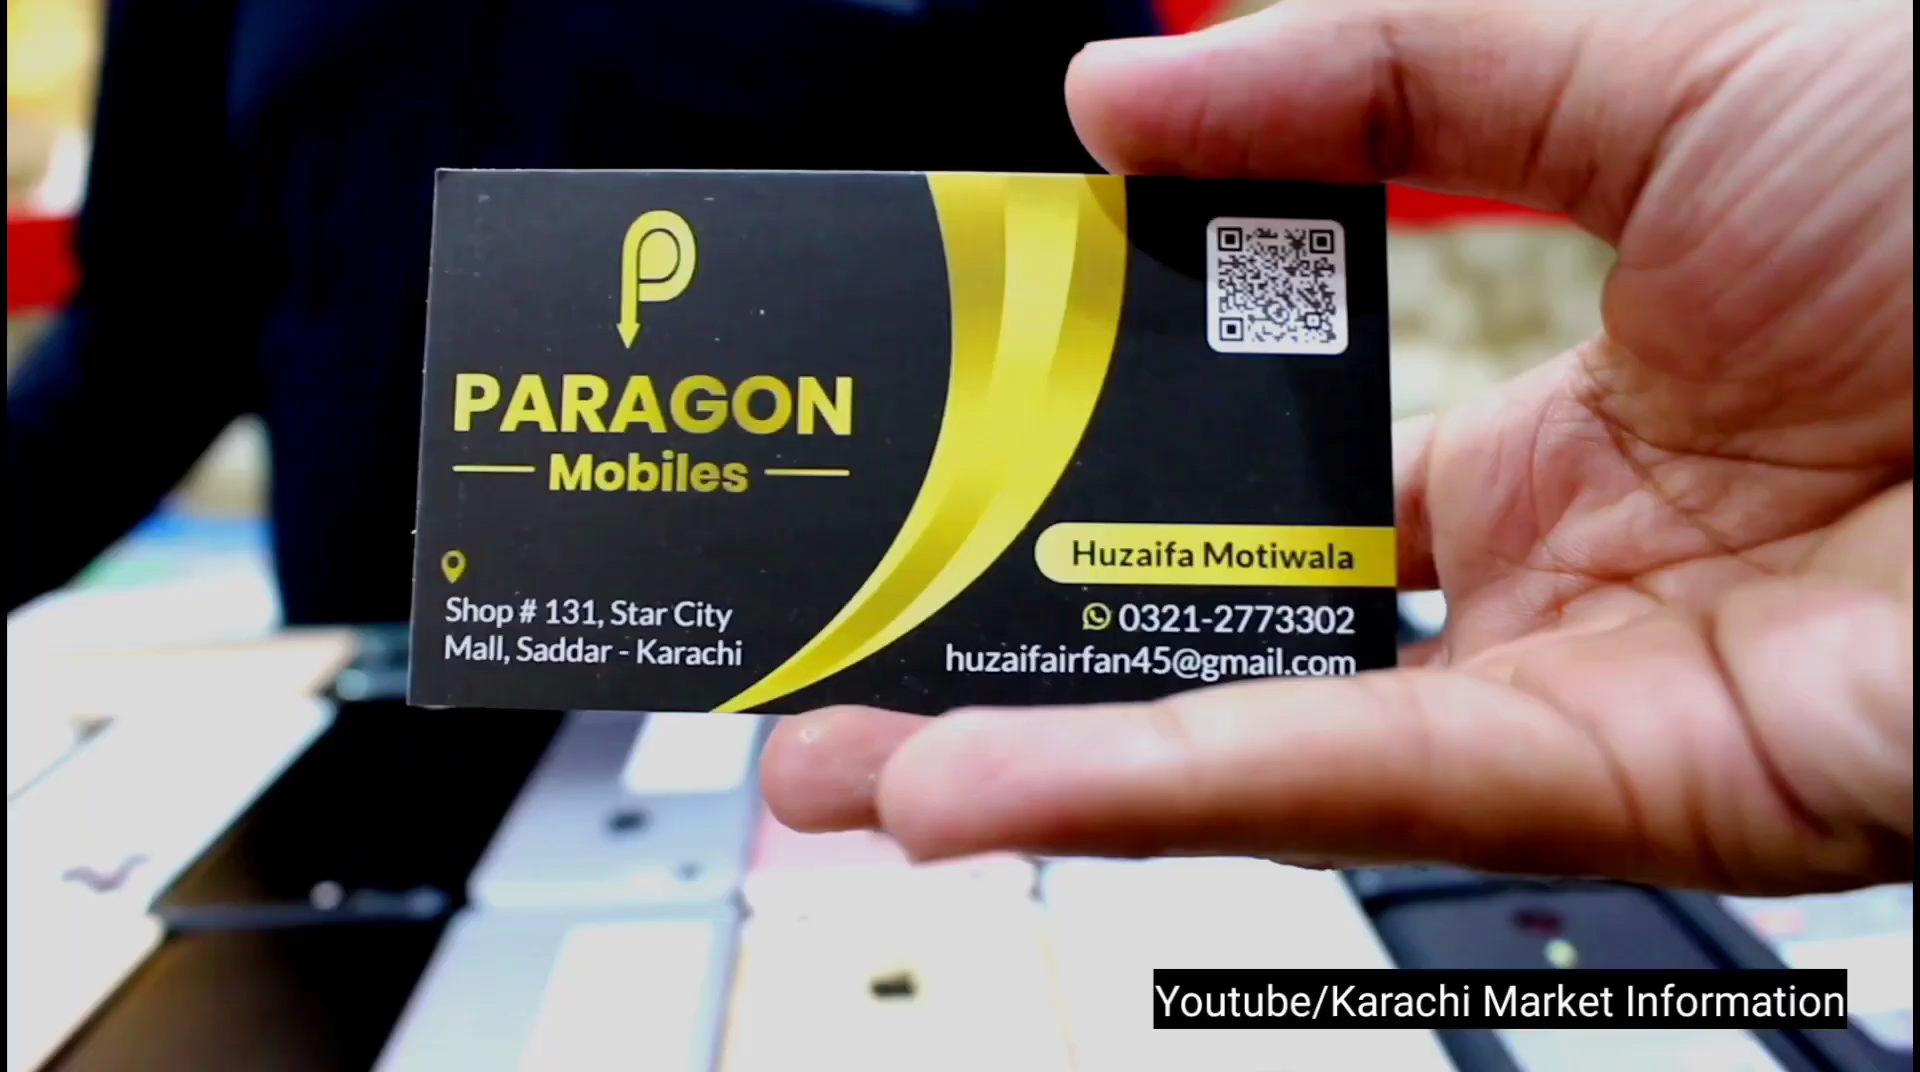 PARAGON
Mobiles
Shop # 131, Star City
Mall, Saddar - Karachi
Huzaifa Motiwala
0321-2773302
huzaifairfan45@gmail.com
Youtube/Karachi Market Information